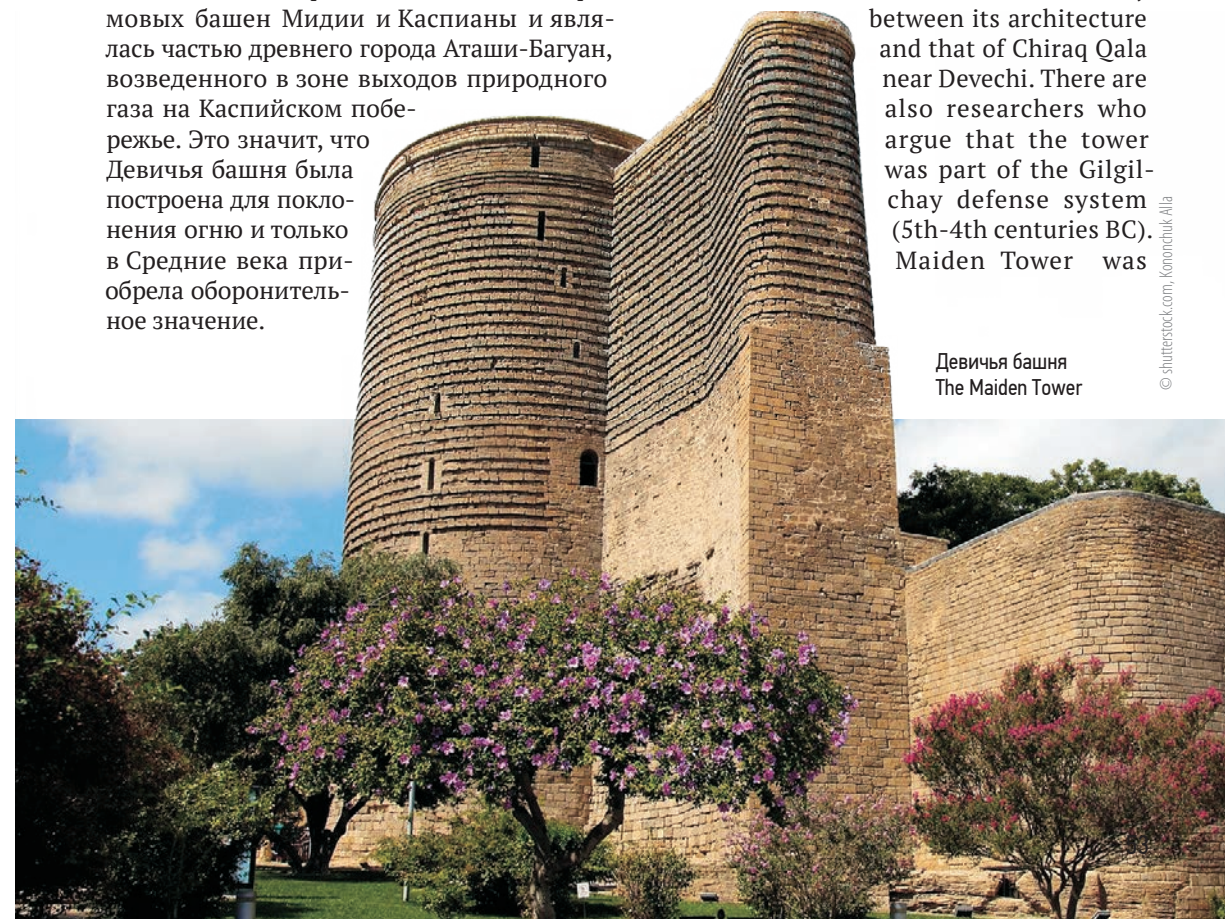 мовых башен Мидии и Каспианы и явля-
лась частью древнего города Аташи-Багуан,
возведенного в зоне выходов природного
газа на Каспийском побе-
режье. Это значит, что
Девичья башня была
построена для покло-
нения огню и только
в Средние века при-
обрела оборонитель-
ное значение.
between its architecture
and that of Chiraq Qala
near Devechi. There are
also researchers who
argue that the tower
was part of the Gilgil-
chay defense system
(5th-4th centuries BC).
Maiden Tower was
Девичья башня
The Maiden Tower
© shutterstock.com, Kononchuk Alla